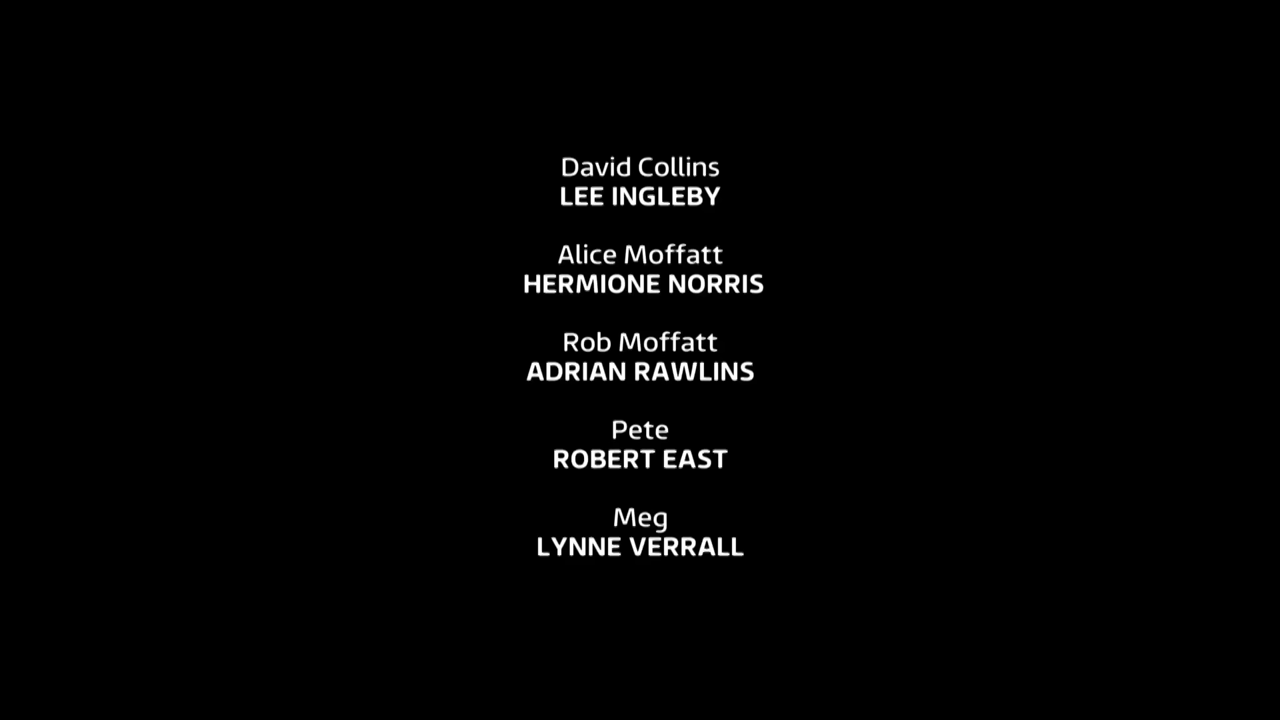 David Collins
LEE INGLEBY
Alice Moffatt
HERMIONE NORRIS
Rob Moffatt
ADRIAN RAWLINS
Pete
ROBERT EAST
Meg
LYNNE VERRALL